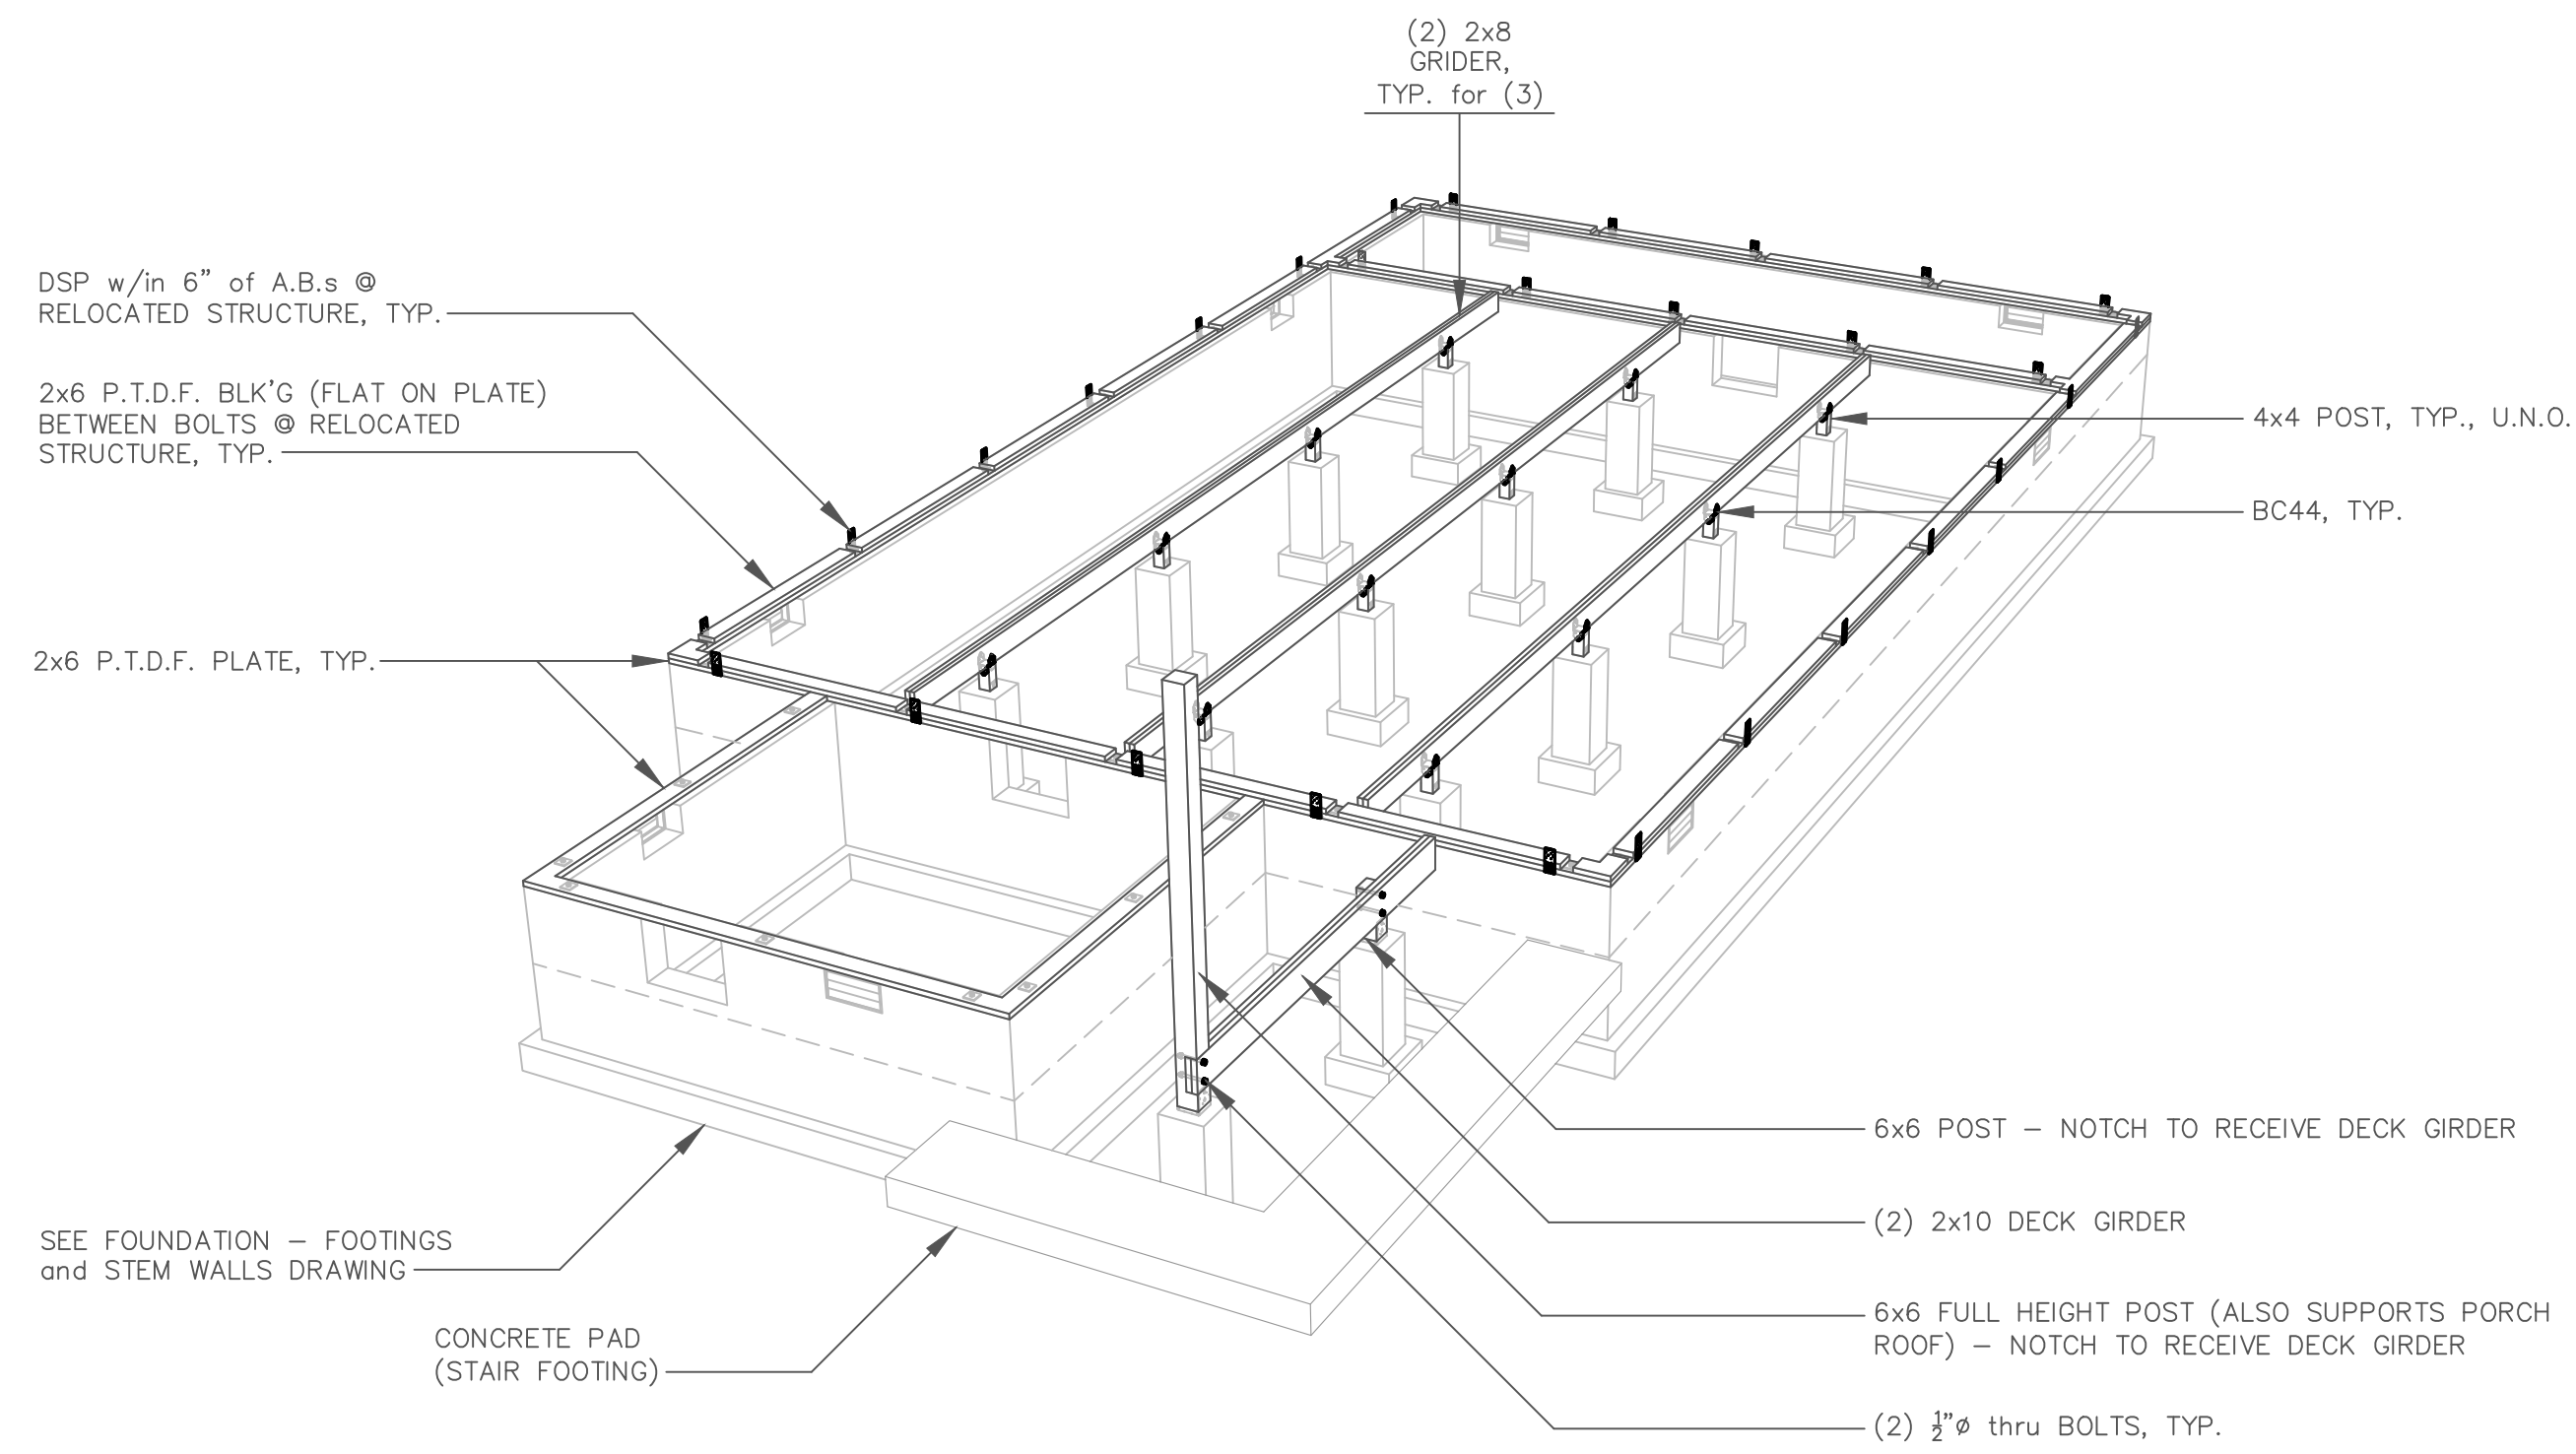 (2) 2x8
GRIDER,
TYP. for (3)
DSP w/in 6” of A.B.s @
RELOCATED STRUCTURE, TYP.
2x6 P.T.D.F. BLK’G (FLAT ON PLATE)
BETWEEN BOLTS @ RELOCATED
STRUCTURE, TYP.
4x4 POST, TYP., U.N.O.
BC44, TYP.
2x6 P.T.D.F. PLATE, TYP.
6x6 POST – NOTCH TO RECEIVE DECK GIRDER
(2) 2x10 DECK GIRDER
SEE FOUNDATION – FOOTINGS
and STEM WALLS DRAWING
6x6 FULL HEIGHT POST (ALSO SUPPORTS PORCH
ROOF) – NOTCH TO RECEIVE DECK GIRDER
CONCRETE PAD
(STAIR FOOTING)
(2) ½”ø thru BOLTS, TYP.